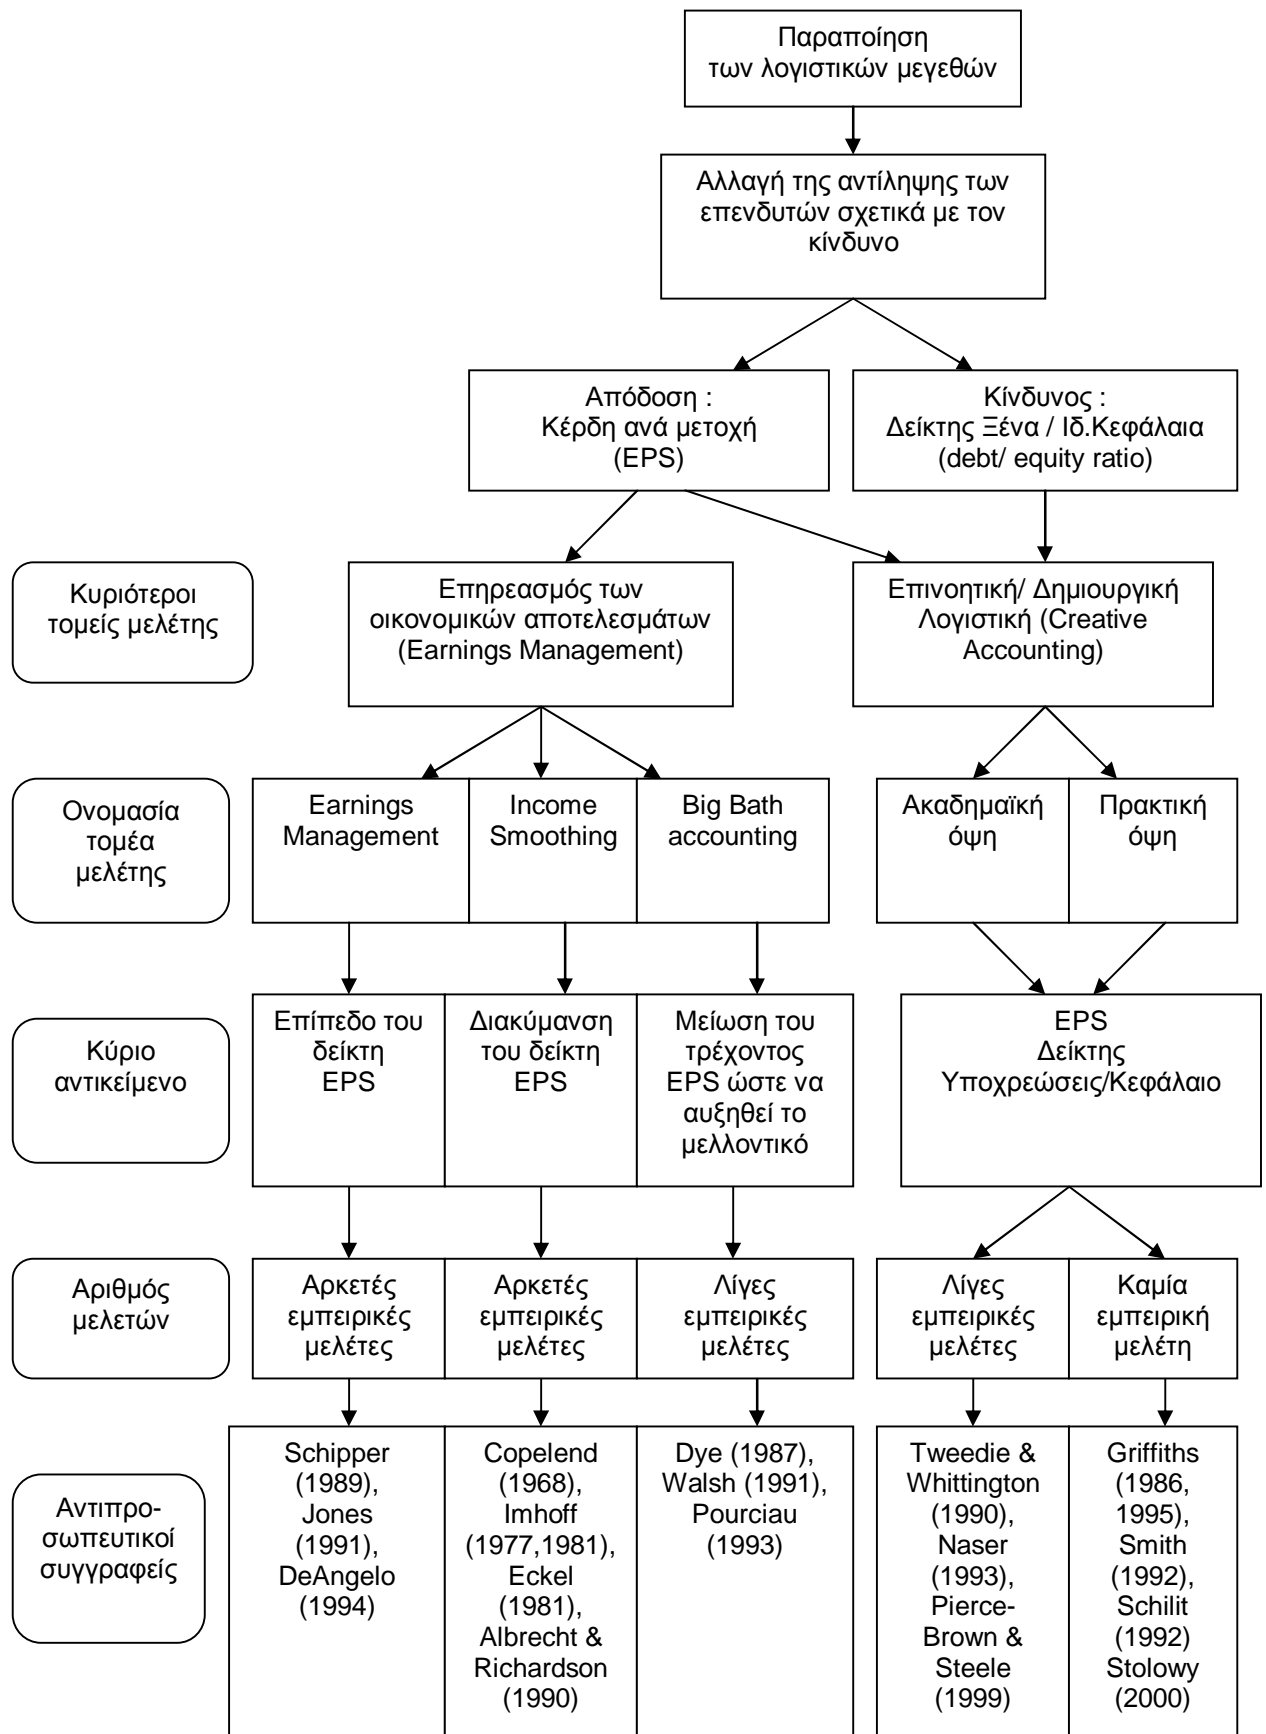 Παραποίηση
των λογιστικών μεγεθών
Αλλαγή της αντίληψης των
επενδυτών σχετικά με τον
κίνδυνο
Απόδοση :
Κέρδη ανά μετοχή
(EPS)
Κίνδυνος :
Δείκτης Ξένα / Ιδ.Κεφάλαια
(debt/ equity ratio)
Κυριότεροι
τομείς μελέτης
Επηρεασμός των
οικονομικών αποτελεσμάτων
(Earnings Management)
Επινοητική/ Δημιουργική
Λογιστική (Creative
Accounting)
Ονομασία
τομέα
μελέτης
Earnings
Management
Income
Smoothing
Big Bath
accounting
Ακαδημαϊκή
όψη
Πρακτική
όψη
Κύριο
αντικείμενο
Επίπεδο του
δείκτη
EPS
Διακύμανση
του δείκτη
EPS
Μείωση του
τρέχοντος
EPS ώστε να
αυξηθεί το
μελλοντικό
EPS
Δείκτης
Υποχρεώσεις/Κεφάλαιο
Αριθμός
μελετών
Αρκετές
εμπειρικές
μελέτες
Αρκετές
εμπειρικές
μελέτες
Λίγες
εμπειρικές
μελέτες
Λίγες
εμπειρικές
μελέτες
Καμία
εμπειρική
μελέτη
Αντιπρο-
σωπευτικοί
συγγραφείς
Schipper
(1989),
Jones
(1991),
DeAngelo
(1994)
Copelend
(1968),
Imhoff
(1977,1981),
Eckel
(1981),
Albrecht &
Richardson
(1990)
Dye (1987),
Walsh (1991),
Pourciau
(1993)
Tweedie &
Whittington
(1990),
Naser
(1993),
Pierce-
Brown &
Steele
(1999)
Griffiths
(1986,
1995),
Smith
(1992),
Schilit
(1992)
Stolowy
(2000)